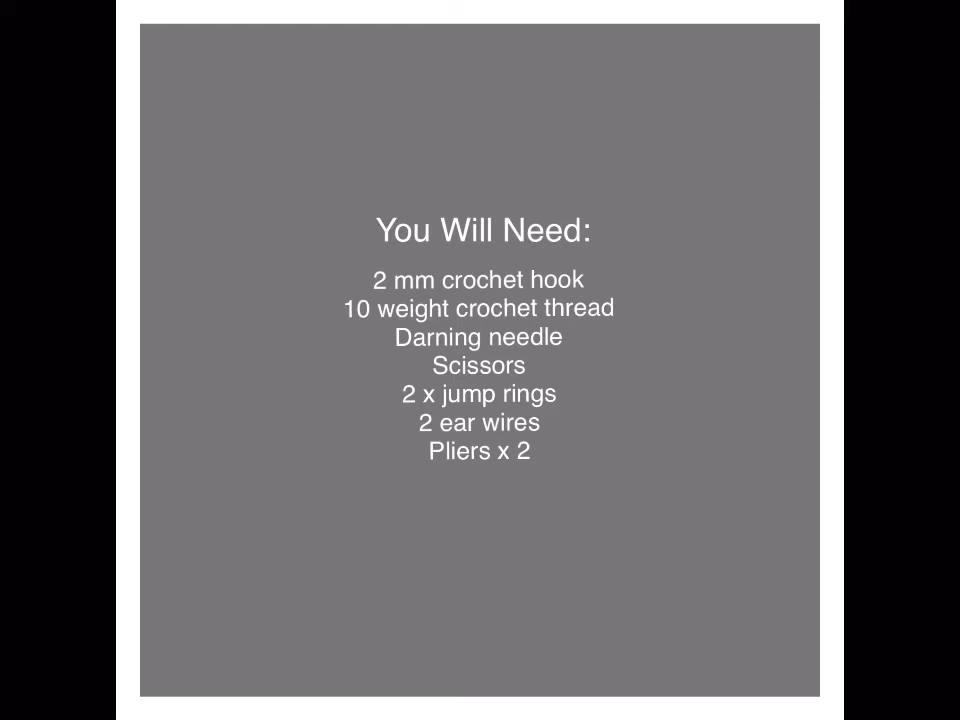 You Will Need:
2 mm crochet hook
10 weight crochet thread
Darning needle
Scissors
2 x jump rings
2 ear wires
Pliers x 2